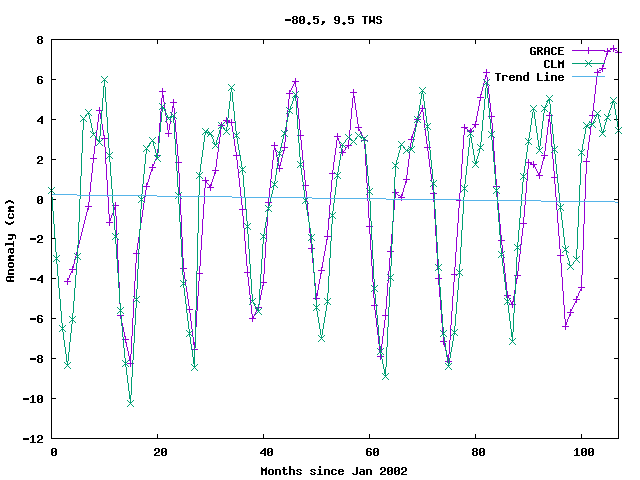 -80.5, 9.5 TWS
GRACE
CLM
Trend Line
8
6
4
2
0
-2
-4
-6
-8
-10
-12
Anomaly (cm)
0 20 40 60 80 100
Months since Jan 2002